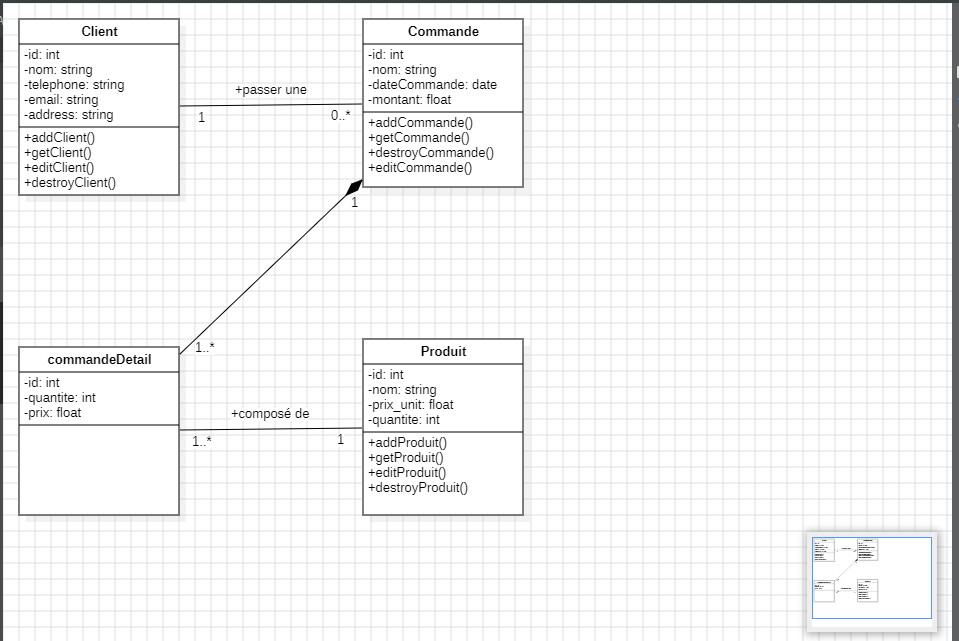 Client
-id: int
-nom: string
-telephone: string
-email: string
-address: string
+addClient()
+getClient()
+editClient()
+destroyClient()
+passer une
1
0..*
Commande
-id: int
-nom: string
-dateCommande: date
-montant: float
+addCommande()
+getCommande()
+destroyCommande()
+editCommande()
1
1..*
commandeDetail
-id: int
-quantite: int
-prix: float
+composé de
1..*
1
Produit
-id: int
-nom: string
-prix_unit: float
-quantite: int
+addProduit()
+getProduit()
+editProduit()
+destroyProduit()